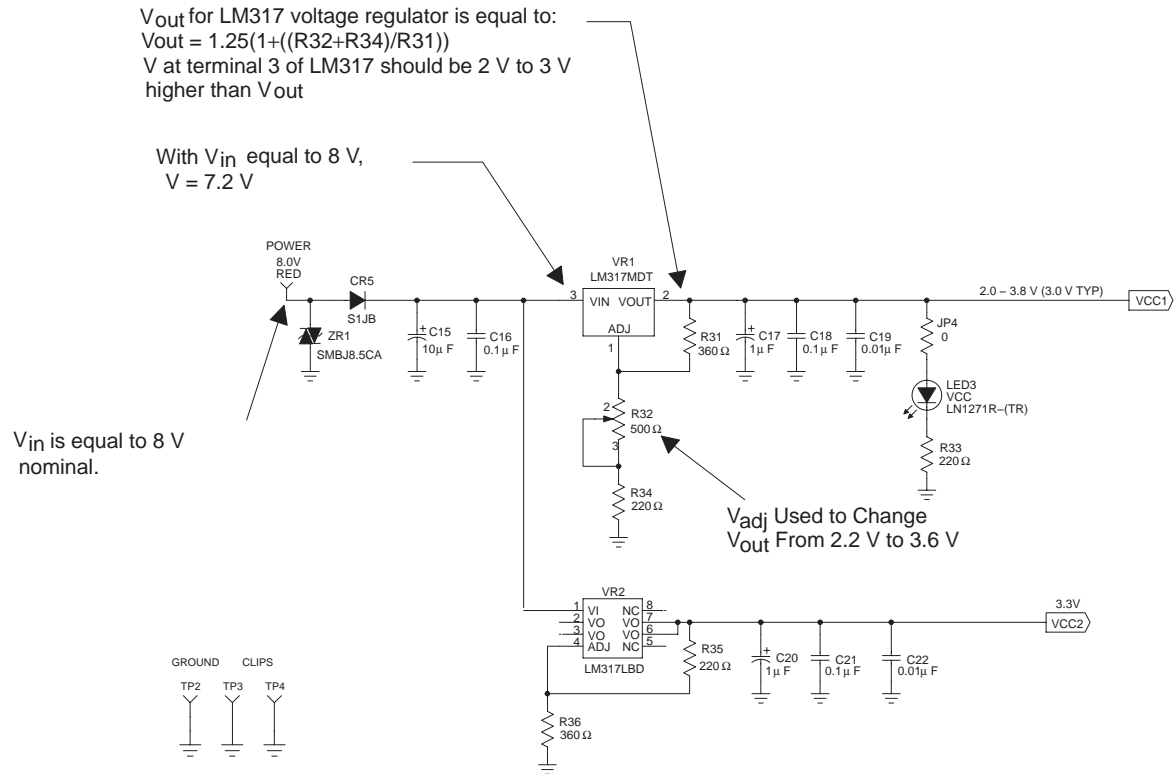 Vout for LM317 voltage regulator is equal to:
Vout = 1.25(1+((R32+R34)/R31))
V at terminal 3 of LM317 should be 2 V to 3 V
higher than Vout
With Vin equal to 8 V,
V = 7.2 V
POWER
8.0V
RED
CR5
S1JB
ZR1
SMBJ8.5CA
+
C15
10µ F
C16
0.1µ F
VR1
LM317MDT
3
VIN VOUT
2
ADJ
1
R31
360 Ω
+
C17
1µ F
C18
0.1µ F
C19
0.01µ F
2.0 – 3.8 V (3.0 V TYP)
VCC1
JP4
0
LED3
VCC
LN1271R–(TR)
R33
220 Ω
2
R32
500 Ω
3
R34
220 Ω
Vin is equal to 8 V
nominal.
Vadj Used to Change
Vout From 2.2 V to 3.6 V
VR2
1 VI NC 8
2 VO VO 7
3 VO VO 6
4 ADJ NC 5
LM317LBD
R35
220 Ω
+
C20
1µ F
C21
0.1µ F
C22
0.01µ F
3.3V
VCC2
R36
360 Ω
GROUND CLIPS
TP2 TP3 TP4